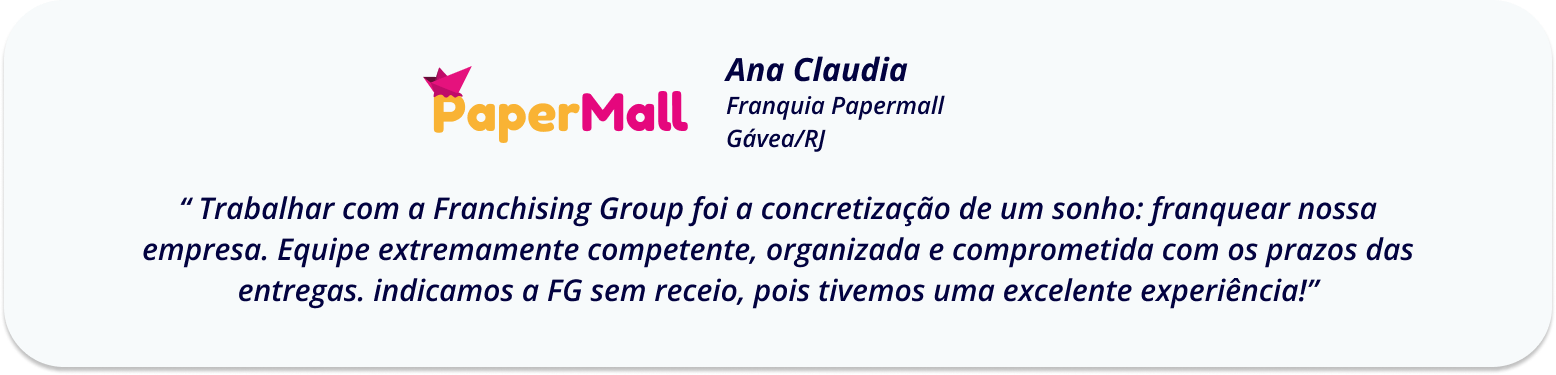 PaperMall
Ana Claudia
Franquia Papermall
Gávea/RJ
“ Trabalhar com a Franchising Group foi a concretização de um sonho: franquear nossa
empresa. Equipe extremamente competente, organizada e comprometida com os prazos das
entregas. indicamos a FG sem receio, pois tivemos uma excelente experiência!”